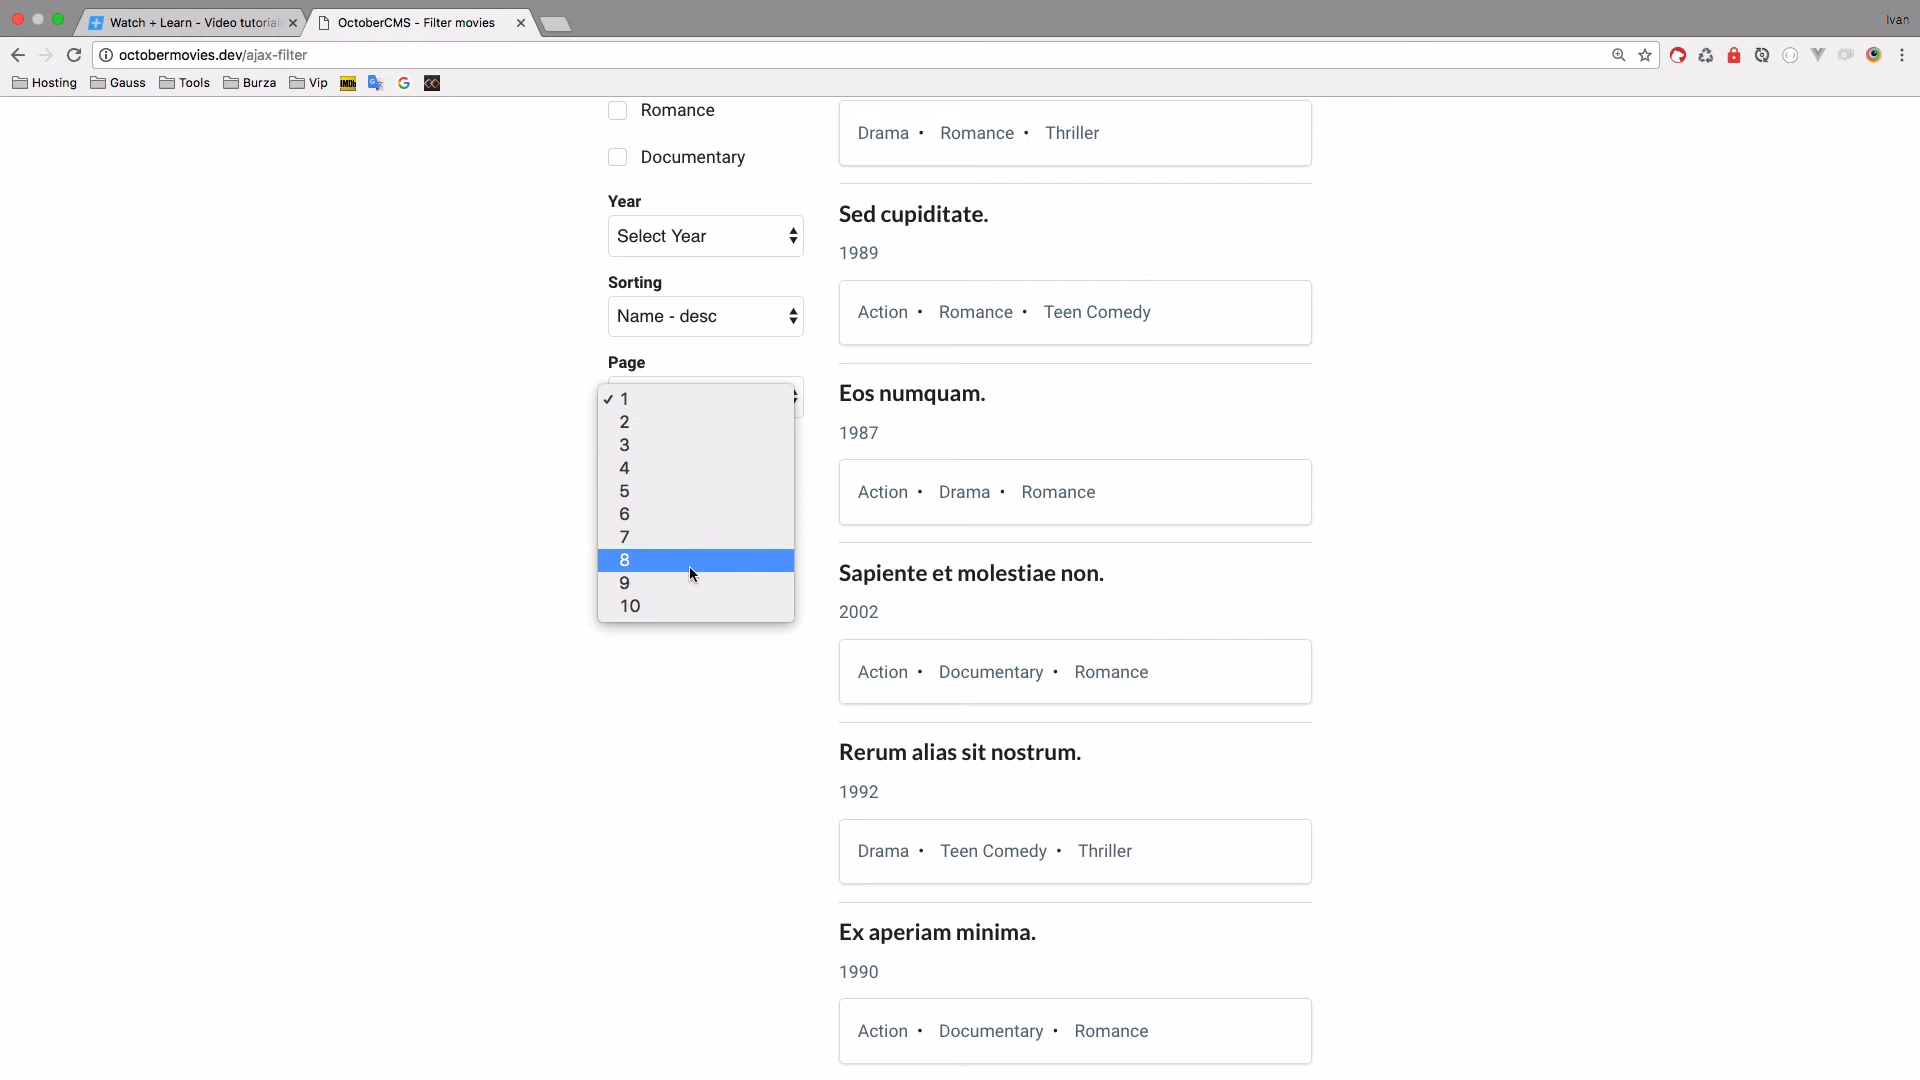 Watch + Learn - Video tutorial
OctoberCMS - Filter movies
Ivan
octobermovies.dev/ajax-filter
Hosting
Gauss
Tools
Burza
Vip
IMDb
Romance
Documentary
Year
Select Year
Sorting
Name - desc
Page
✓ 1
2
3
4
5
6
7
8
9
10
Drama • Romance • Thriller
Sed cupiditate.
1989
Action • Romance • Teen Comedy
Eos numquam.
1987
Action • Drama • Romance
Sapiente et molestiae non.
2002
Action • Documentary • Romance
Rerum alias sit nostrum.
1992
Drama • Teen Comedy • Thriller
Ex aperiam minima.
1990
Action • Documentary • Romance